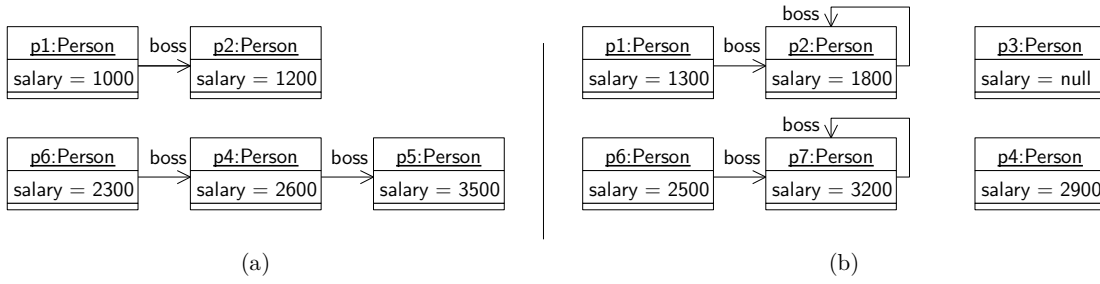 boss
p1:Person boss p2:Person p1:Person boss p2:Person p3:Person
salary = 1000 salary = 1200 salary = 1300 salary = 1800 salary = null
boss
p6:Person boss p4:Person boss p5:Person p6:Person boss p7:Person p4:Person
salary = 2300 salary = 2600 salary = 3500 salary = 2500 salary = 3200 salary = 2900
(a) (b)